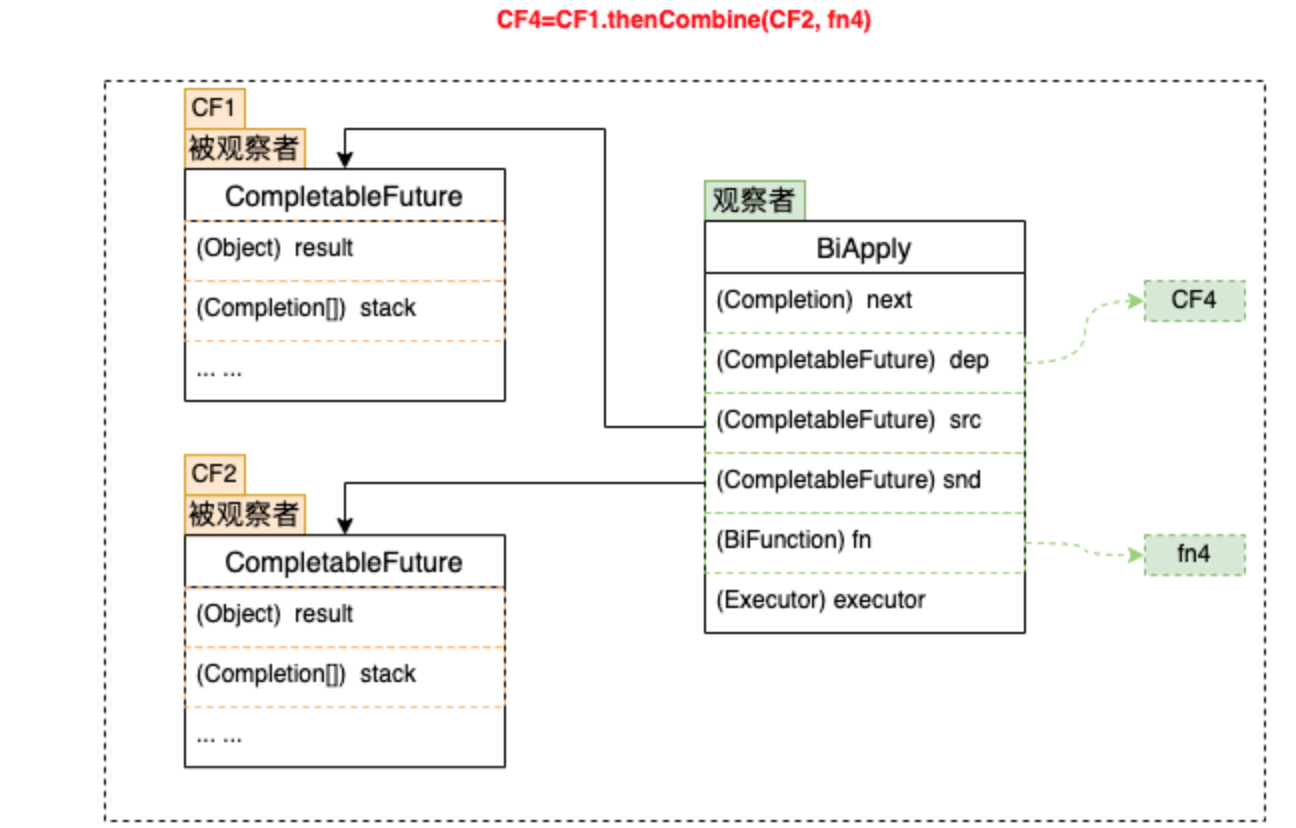 CF4=CF1.thenCombine(CF2, fn4)
CF1
被观察者
CompletableFuture
(Object) result
(Completion[]) stack
... ...
CF2
被观察者
CompletableFuture
(Object) result
(Completion[]) stack
... ...
观察者
BiApply
(Completion) next
(CompletableFuture) dep
(CompletableFuture) src
(CompletableFuture) snd
(BiFunction) fn
(Executor) executor
CF4
fn4